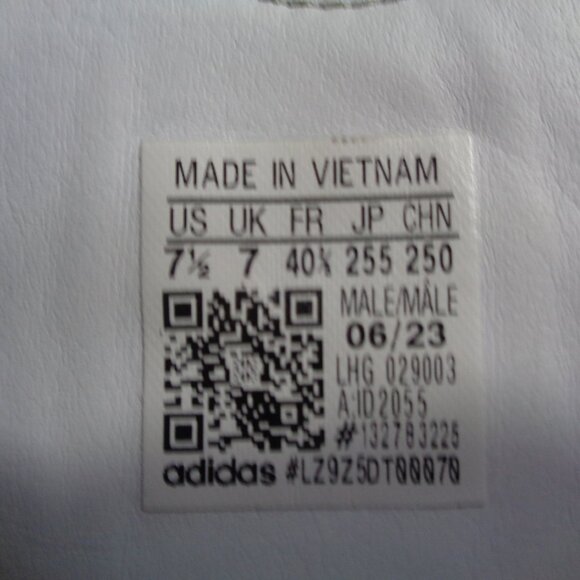 MADE IN VIETNAM
US UK FR JP CHN
7½ 7 40⅔ 255 250
MALE/MÂLE
06/23
LHG 029003
A:ID2055
#132783225
adidas #LZ9Z5DT00070